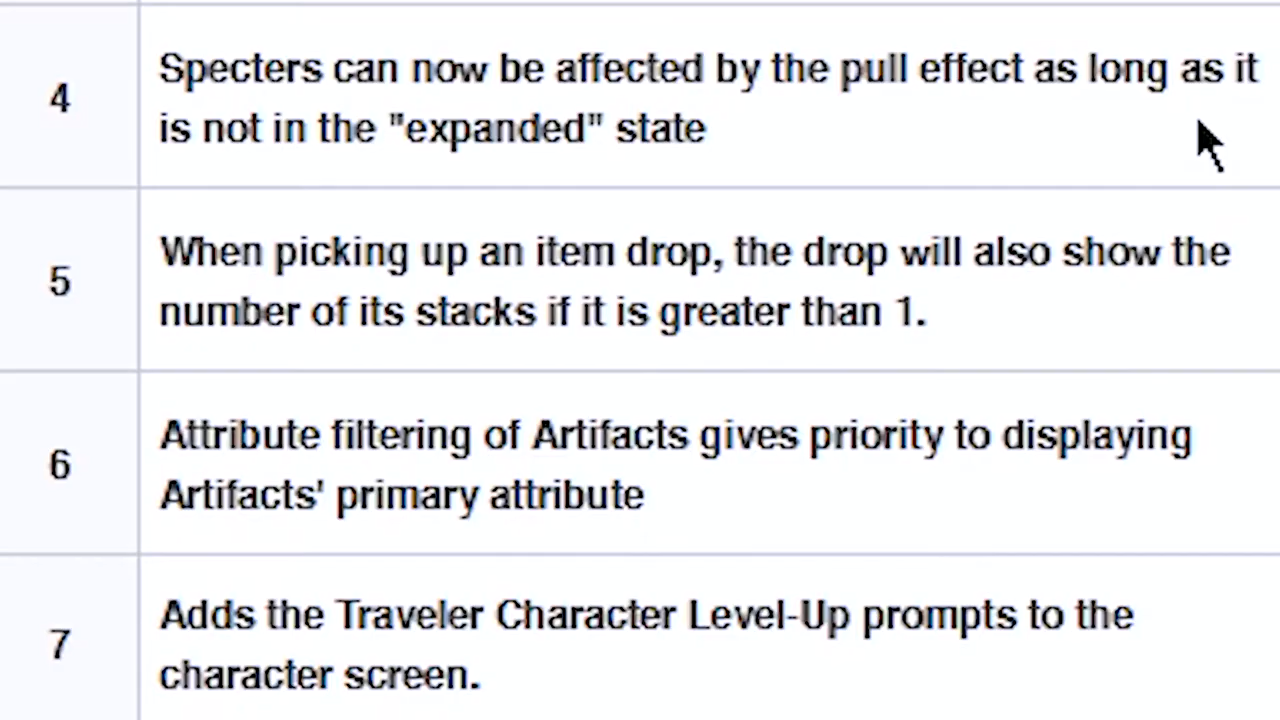 4
Specters can now be affected by the pull effect as long as it
is not in the "expanded" state
5
When picking up an item drop, the drop will also show the
number of its stacks if it is greater than 1.
6
Attribute filtering of Artifacts gives priority to displaying
Artifacts' primary attribute
7
Adds the Traveler Character Level-Up prompts to the
character screen.